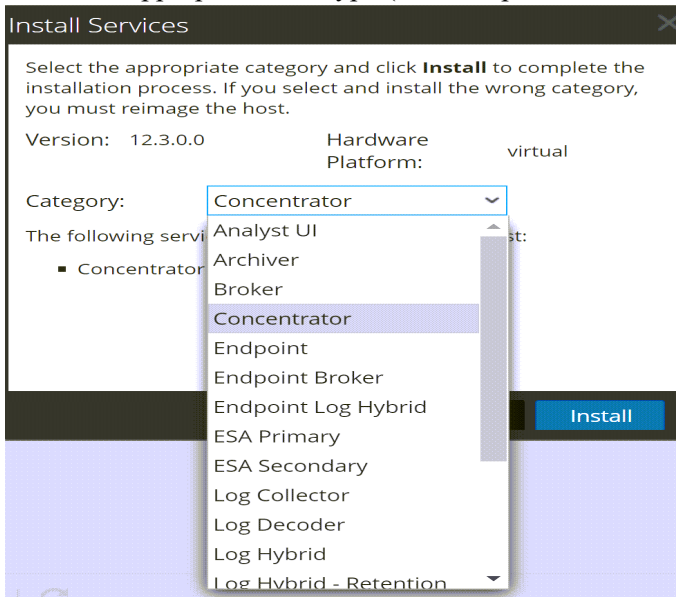 Install Services
Select the appropriate category and click Install to complete the
installation process. If you select and install the wrong category,
you must reimage the host.
Version: 12.3.0.0 Hardware Platform: virtual
Category: Concentrator
The following servi st:
Concentrator
Analyst UI
Archiver
Broker
Concentrator
Endpoint
Endpoint Broker
Endpoint Log Hybrid
ESA Primary
ESA Secondary
Log Collector
Log Decoder
Log Hybrid
Log Hybrid - Retention
Install